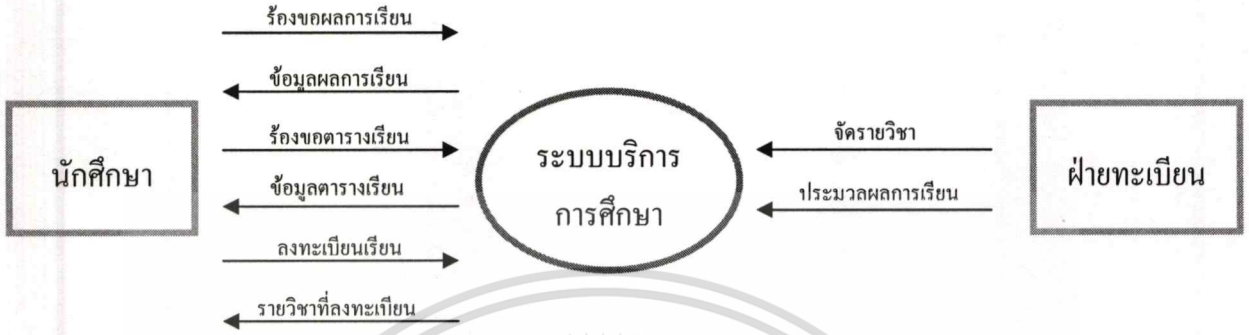 ร้องขอผลการเรียน
ข้อมูลผลการเรียน
ร้องขอตารางเรียน
ข้อมูลตารางเรียน
ลงทะเบียนเรียน
รายวิชาที่ลงทะเบียน
นักศึกษา
ระบบบริการ
การศึกษา
จัดรายวิชา
ประมวลผลการเรียน
ฝ่ายทะเบียน